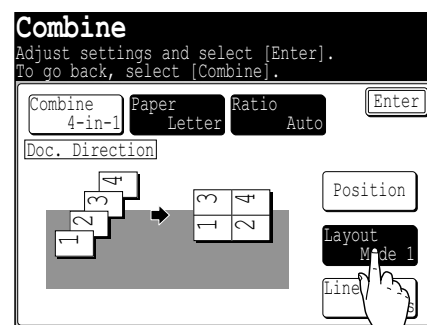 Combine
Adjust settings and select [Enter].
To go back, select [Combine].
Combine
4-in-1
Paper
Letter
Ratio
Auto
Enter
Doc. Direction
1 2 3 4
3 4
1 2
Position
Layout
Mode 1
Line